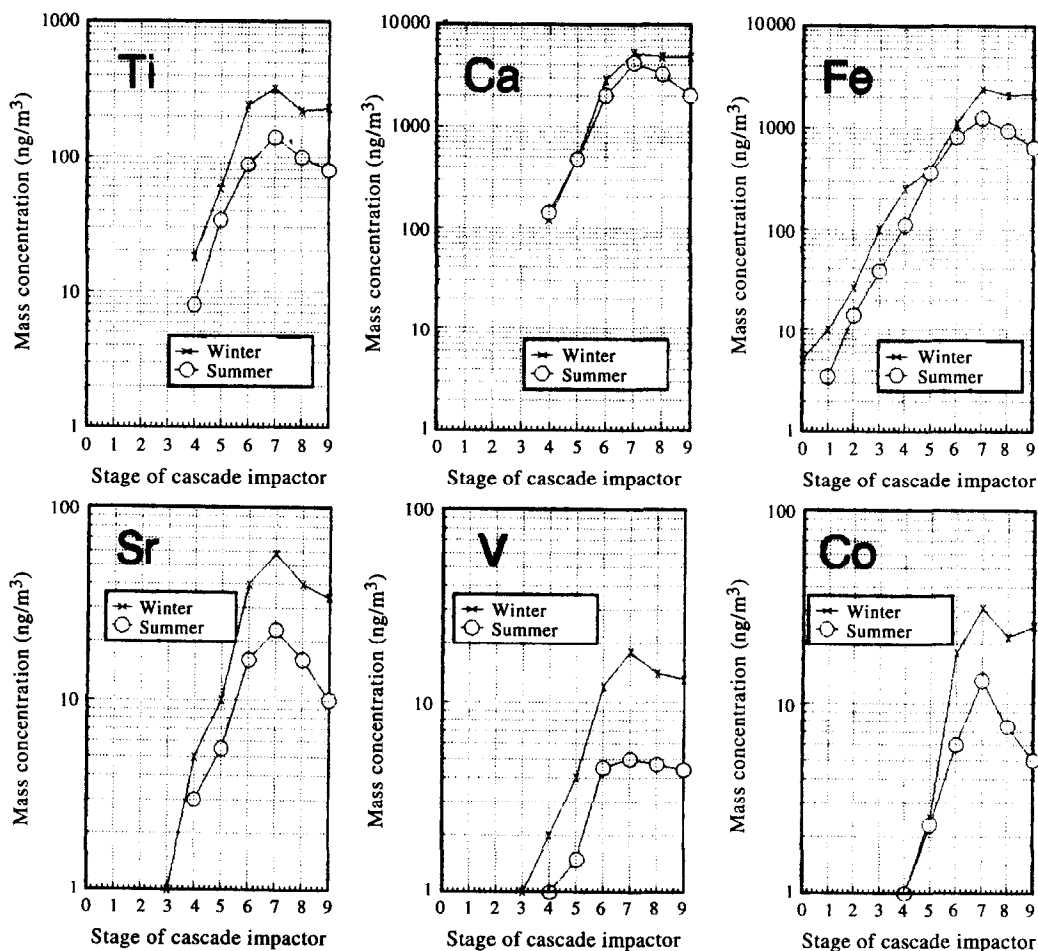 Ti
Mass concentration (ng/m³)
1000
100
10
1
Winter
Summer
0 1 2 3 4 5 6 7 8 9
Stage of cascade impactor
Ca
Mass concentration (ng/m³)
10000
1000
100
10
1
Winter
Summer
0 1 2 3 4 5 6 7 8 9
Stage of cascade impactor
Fe
Mass concentration (ng/m³)
10000
1000
100
10
1
Winter
Summer
0 1 2 3 4 5 6 7 8 9
Stage of cascade impactor
Sr
Mass concentration (ng/m³)
100
10
1
Winter
Summer
0 1 2 3 4 5 6 7 8 9
Stage of cascade impactor
V
Mass concentration (ng/m³)
100
10
1
Winter
Summer
0 1 2 3 4 5 6 7 8 9
Stage of cascade impactor
Co
Mass concentration (ng/m³)
100
10
1
Winter
Summer
0 1 2 3 4 5 6 7 8 9
Stage of cascade impactor